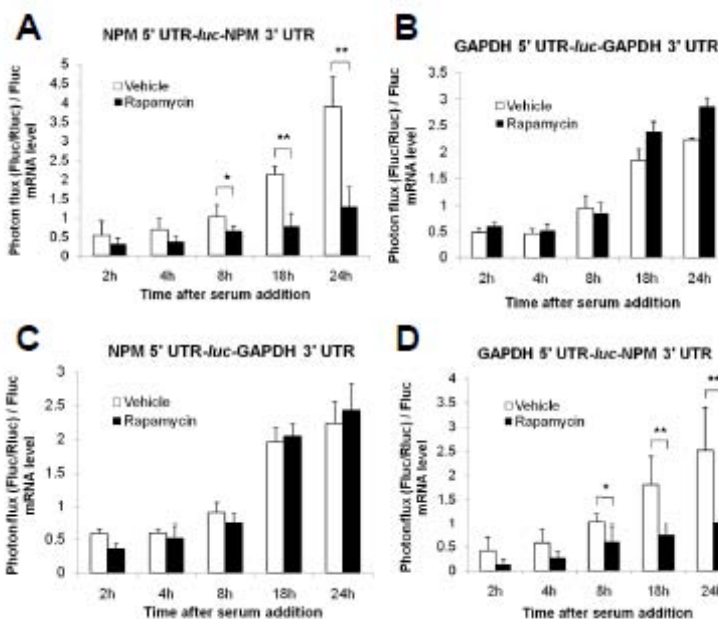 A
NPM 5' UTR-luc-NPM 3' UTR
Photon flux (Fluc/Rluc) / Fluc
mRNA level
5
4.5
4
3.5
3
2.5
2
1.5
1
0.5
0
Vehicle
Rapamycin
*
**
**
2h 4h 8h 18h 24h
Time after serum addition
B
GAPDH 5' UTR-luc-GAPDH 3' UTR
Photon flux (Fluc/Rluc) / Fluc
mRNA level
3.5
3
2.5
2
1.5
1
0.5
0
Vehicle
Rapamycin
2h 4h 8h 18h 24h
Time after serum addition
C
NPM 5' UTR-luc-GAPDH 3' UTR
Photon flux (Fluc/Rluc) / Fluc
mRNA level
3
2.5
2
1.5
1
0.5
0
Vehicle
Rapamycin
2h 4h 8h 18h 24h
Time after serum addition
D
GAPDH 5' UTR-luc-NPM 3' UTR
Photon flux (Fluc/Rluc) / Fluc
mRNA level
4
3.5
3
2.5
2
1.5
1
0.5
0
Vehicle
Rapamycin
*
**
**
2h 4h 8h 18h 24h
Time after serum addition